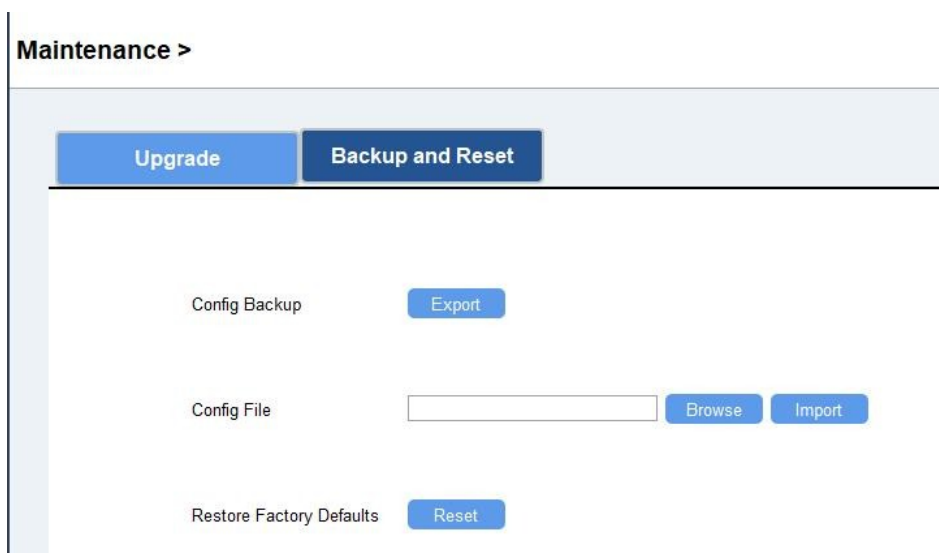 Maintenance >
Upgrade Backup and Reset
Config Backup Export
Config File Browse Import
Restore Factory Defaults Reset